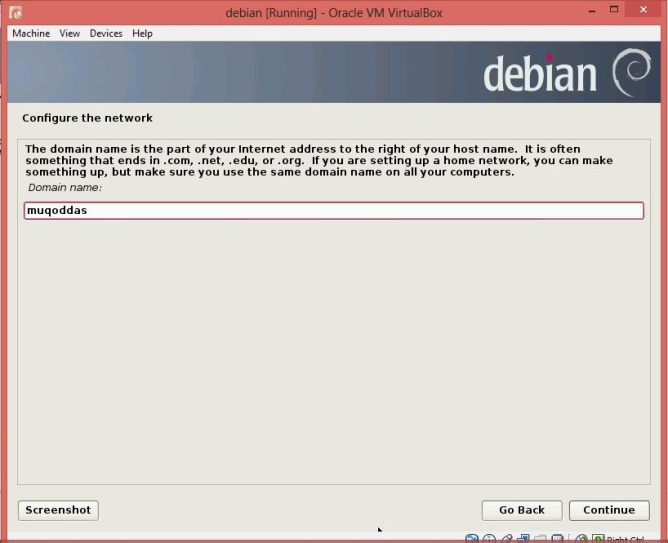 debian [Running] - Oracle VM VirtualBox
Machine View Devices Help
debian
Configure the network
The domain name is the part of your Internet address to the right of your host name. It is often
something that ends in .com, .net, .edu, or .org. If you are setting up a home network, you can make
something up, but make sure you use the same domain name on all your computers.
Domain name:
muqoddas
Screenshot
Go Back
Continue
Right Ctrl